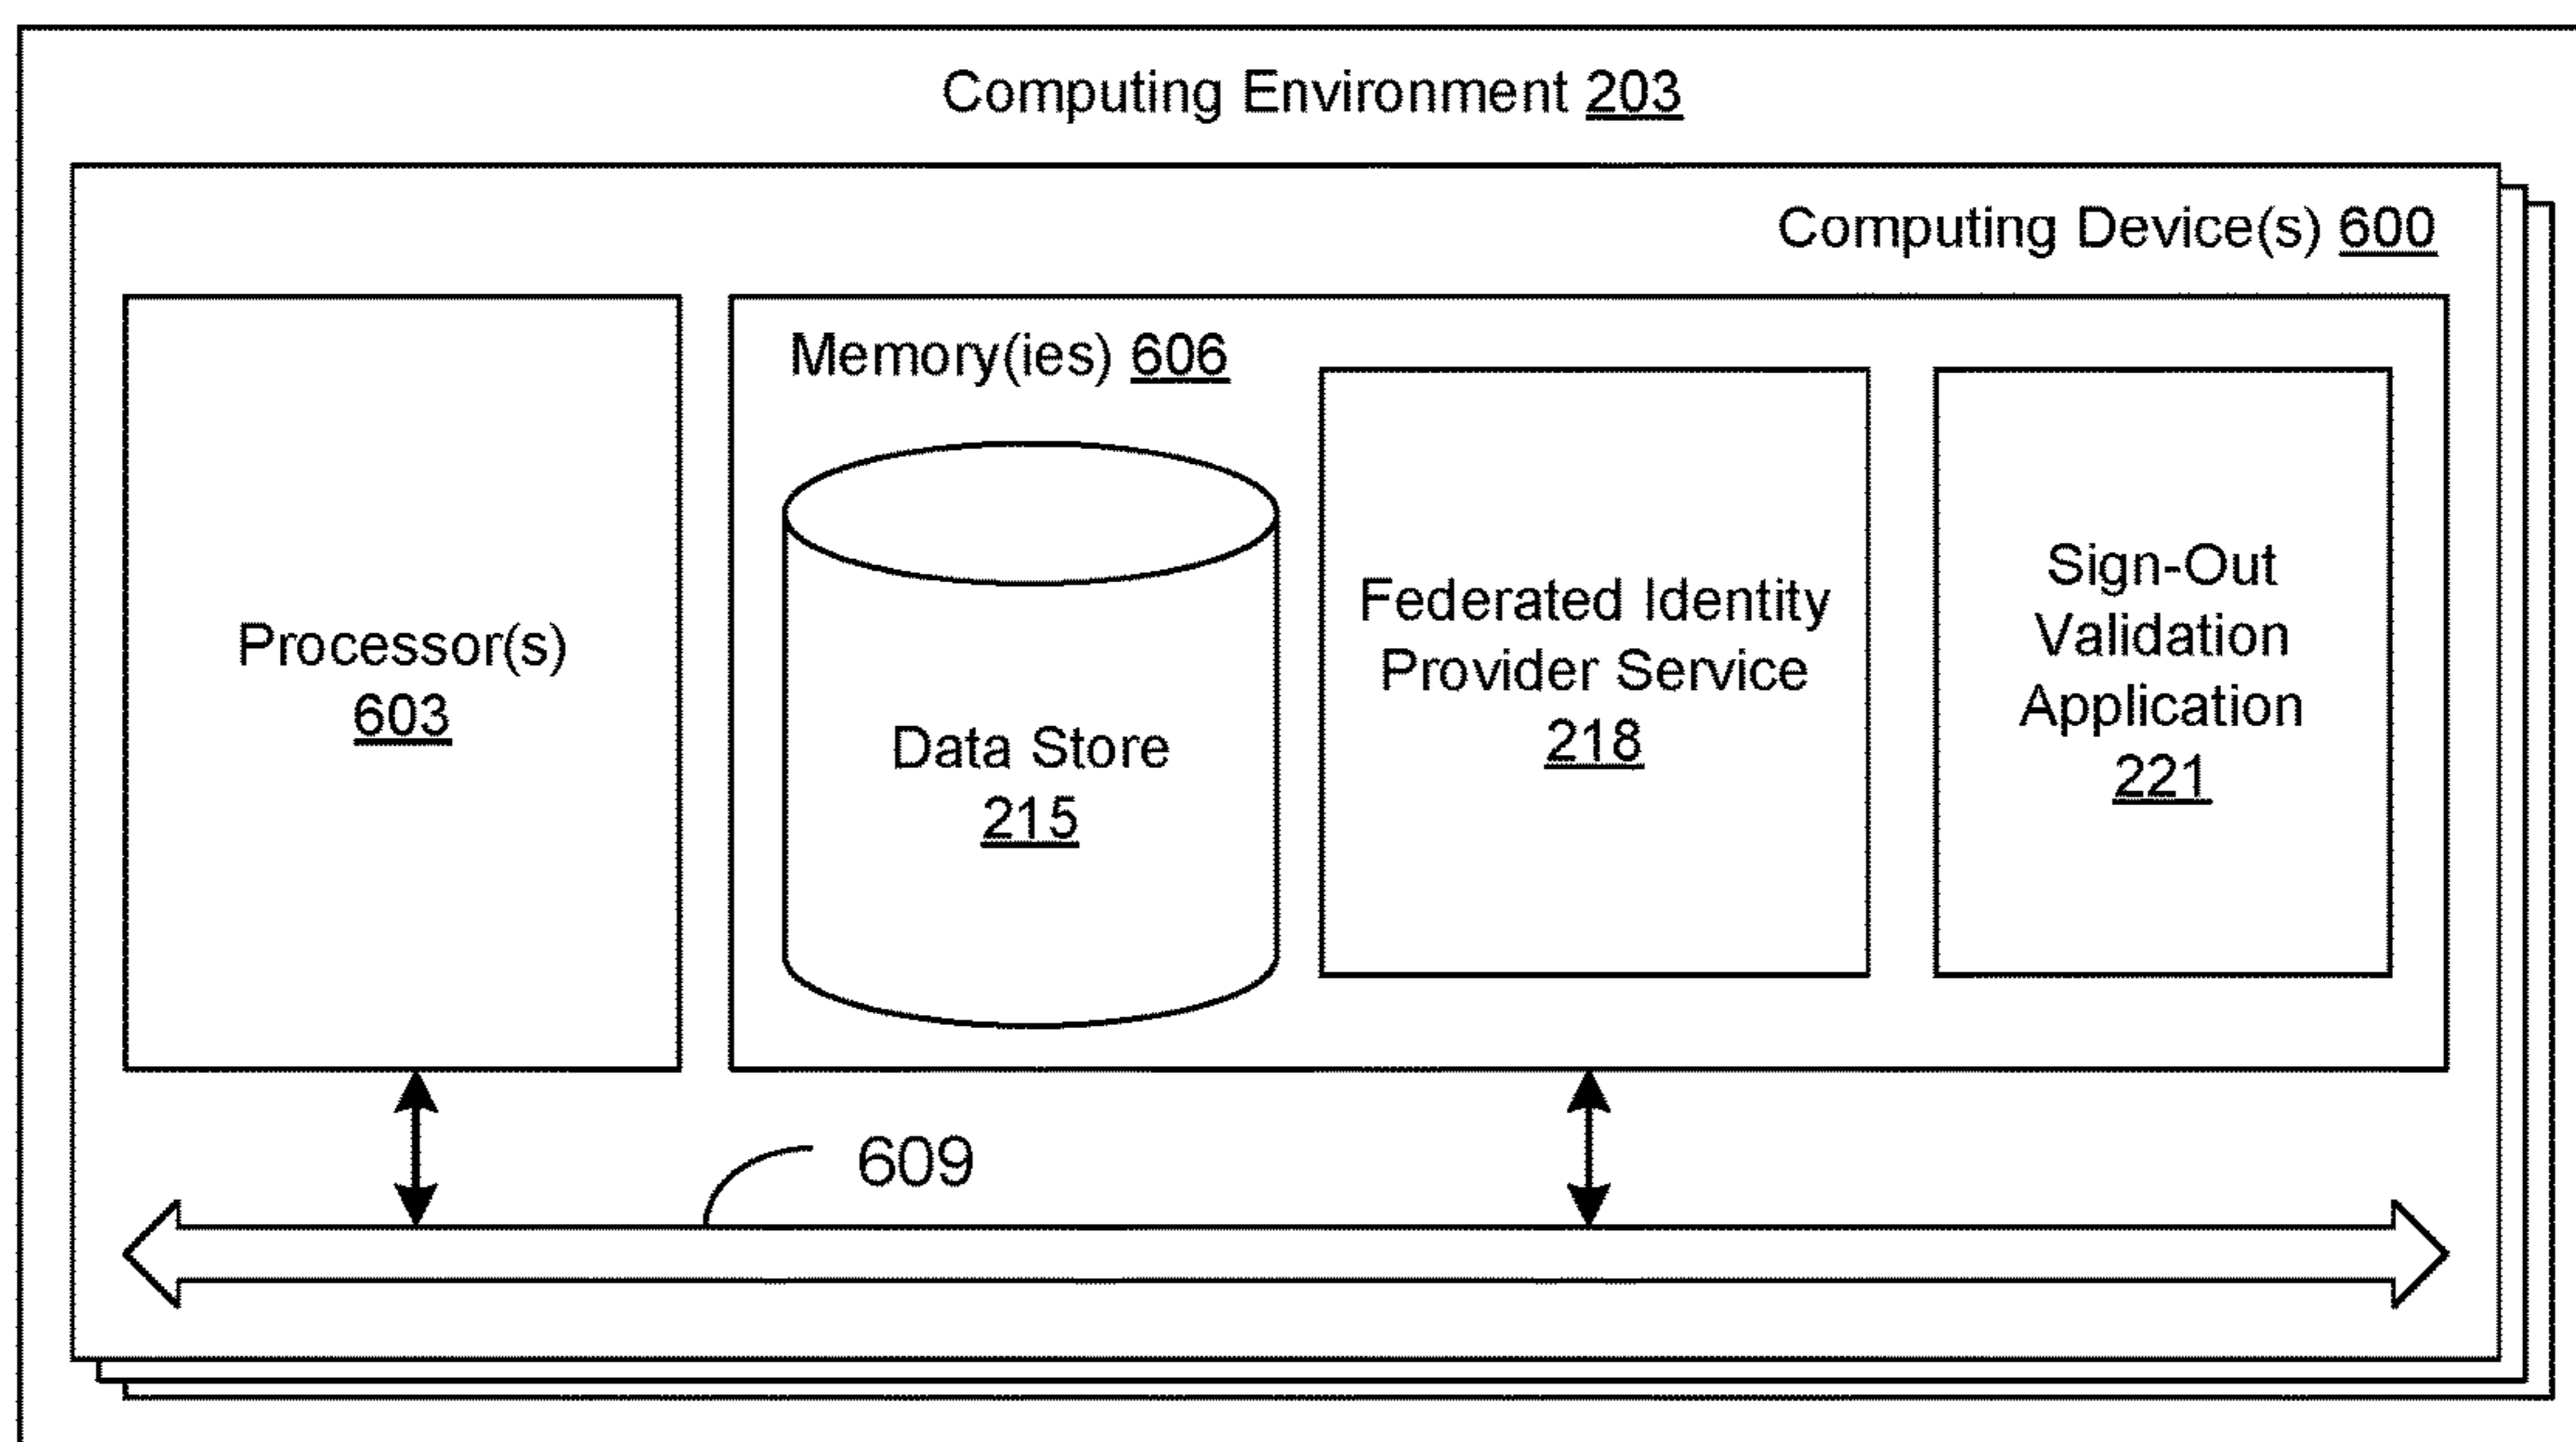 Computing Environment 203
Computing Device(s) 600
Memory(ies) 606
Processor(s)
603
Data Store
215
Federated Identity
Provider Service
218
Sign-Out
Validation
Application
221
609